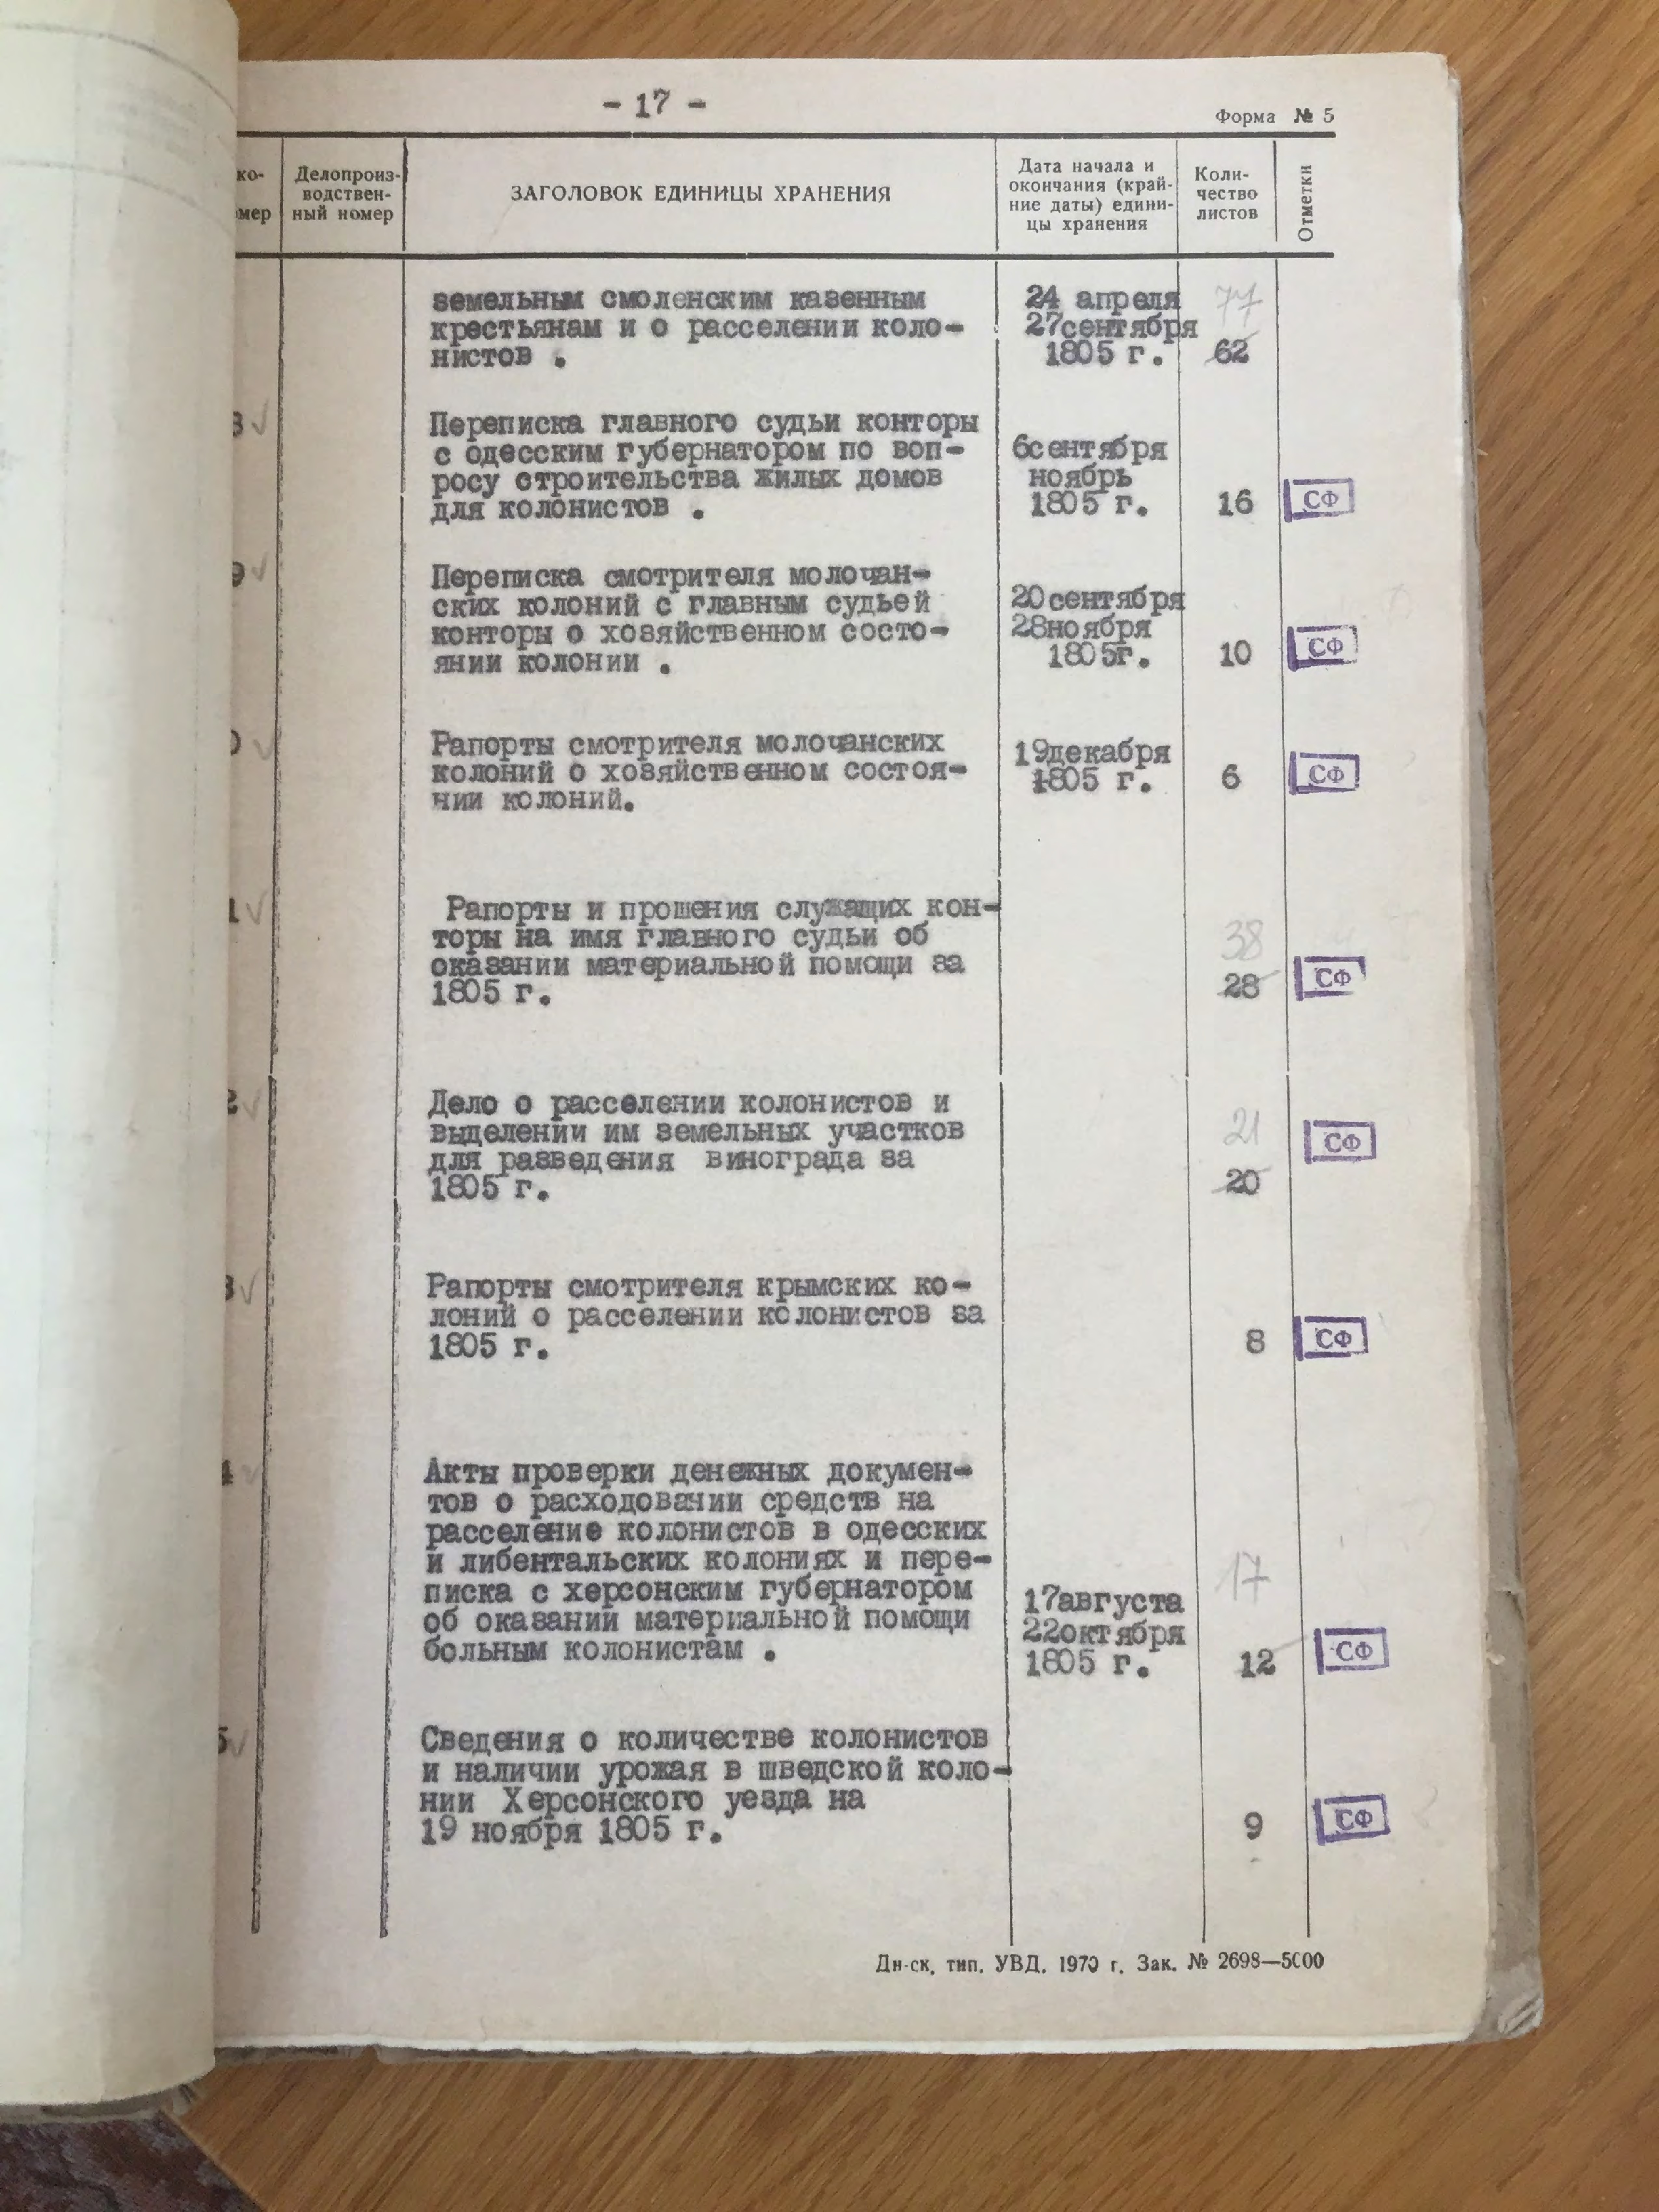 - 17 -
Форма № 5
ко-
мер
Делопроиз-
водствен-
ный номер
ЗАГОЛОВОК ЕДИНИЦЫ ХРАНЕНИЯ
Дата начала и
окончания (край-
ние даты) едини-
цы хранения
Коли-
чество
листов
Отметки
земельным смоленским казенным
крестьянам и о расселении коло-
нистов .
24 апреля
27сентября
1805 г.
77
62
3
Переписка главного судьи конторы
с одесским губернатором по воп-
росу строительства жилых домов
для колонистов .
6сентября
ноябрь
1805 г.
16
СФ
9
Переписка смотрителя молочан-
ских колоний с главным судьей
конторы о хозяйственном состо-
янии колонии .
20сентября
28ноября
1805г.
10
СФ
0
Рапорты смотрителя молочанских
колоний о хозяйственном состоя-
нии колоний.
19декабря
1805 г.
6
СФ
1
Рапорты и прошения служащих кон-
торы на имя главного судьи об
оказании материальной помощи за
1805 г.
38
28
СФ
2
Дело о расселении колонистов и
выделении им земельных участков
для разведения винограда за
1805 г.
21
20
СФ
3
Рапорты смотрителя крымских ко-
лоний о расселении колонистов за
1805 г.
8
СФ
4
Акты проверки денежных докумен-
тов о расходовании средств на
расселение колонистов в одесских
и либентальских колониях и пере-
писка с херсонским губернатором
об оказании материальной помощи
больным колонистам .
17августа
22октября
1805 г.
17
12
СФ
5
Сведения о количестве колонистов
и наличии урожая в шведской коло-
нии Херсонского уезда на
19 ноября 1805 г.
9
СФ
Дн-ск, тип. УВД. 1970 г. Зак. № 2698—5000